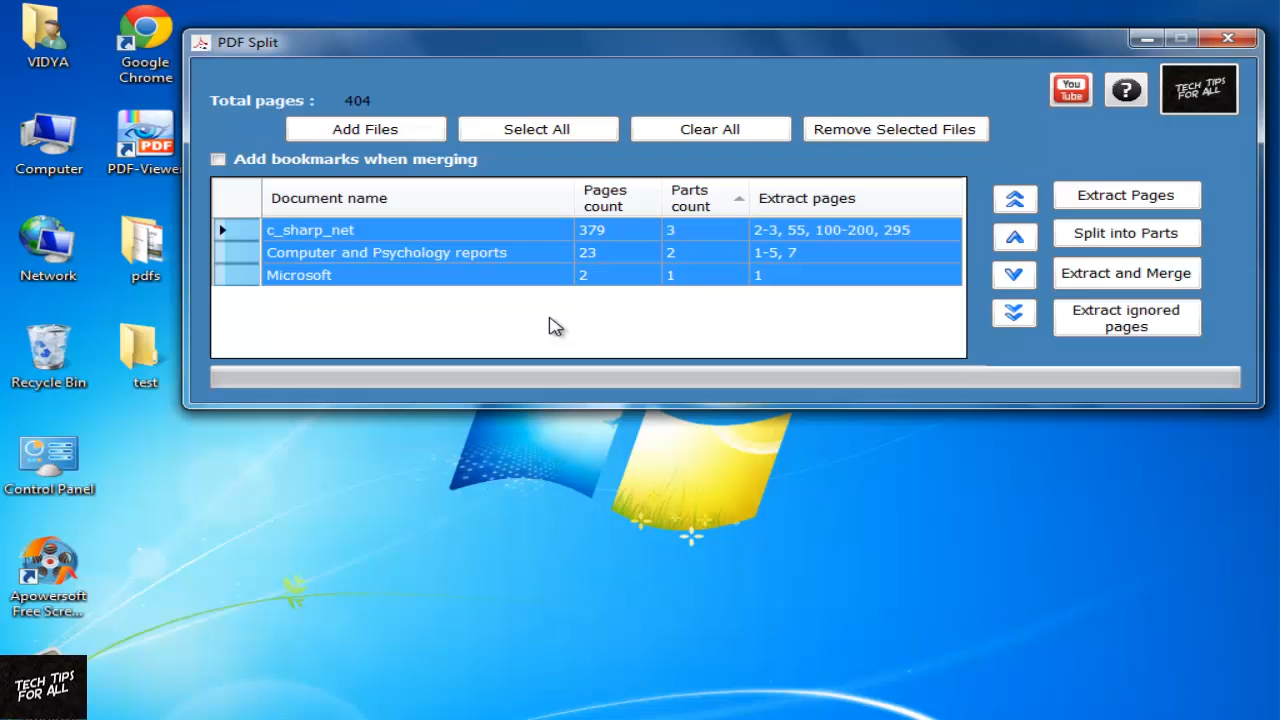 VIDYA
Google
Chrome
Computer
PDF
PDF-Viewer
Network
pdfs
Recycle Bin
test
Control Panel
Apowersoft
Free Scre...
TECH TIPS
FOR ALL
PDF Split
You
Tube
?
TECH TIPS
FOR ALL
Total pages : 404
Add Files Select All Clear All Remove Selected Files
Add bookmarks when merging
Document name Pages count Parts count Extract pages
c_sharp_net 379 3 2-3, 55, 100-200, 295
Computer and Psychology reports 23 2 1-5, 7
Microsoft 2 1 1
Extract Pages
Split into Parts
Extract and Merge
Extract ignored
pages